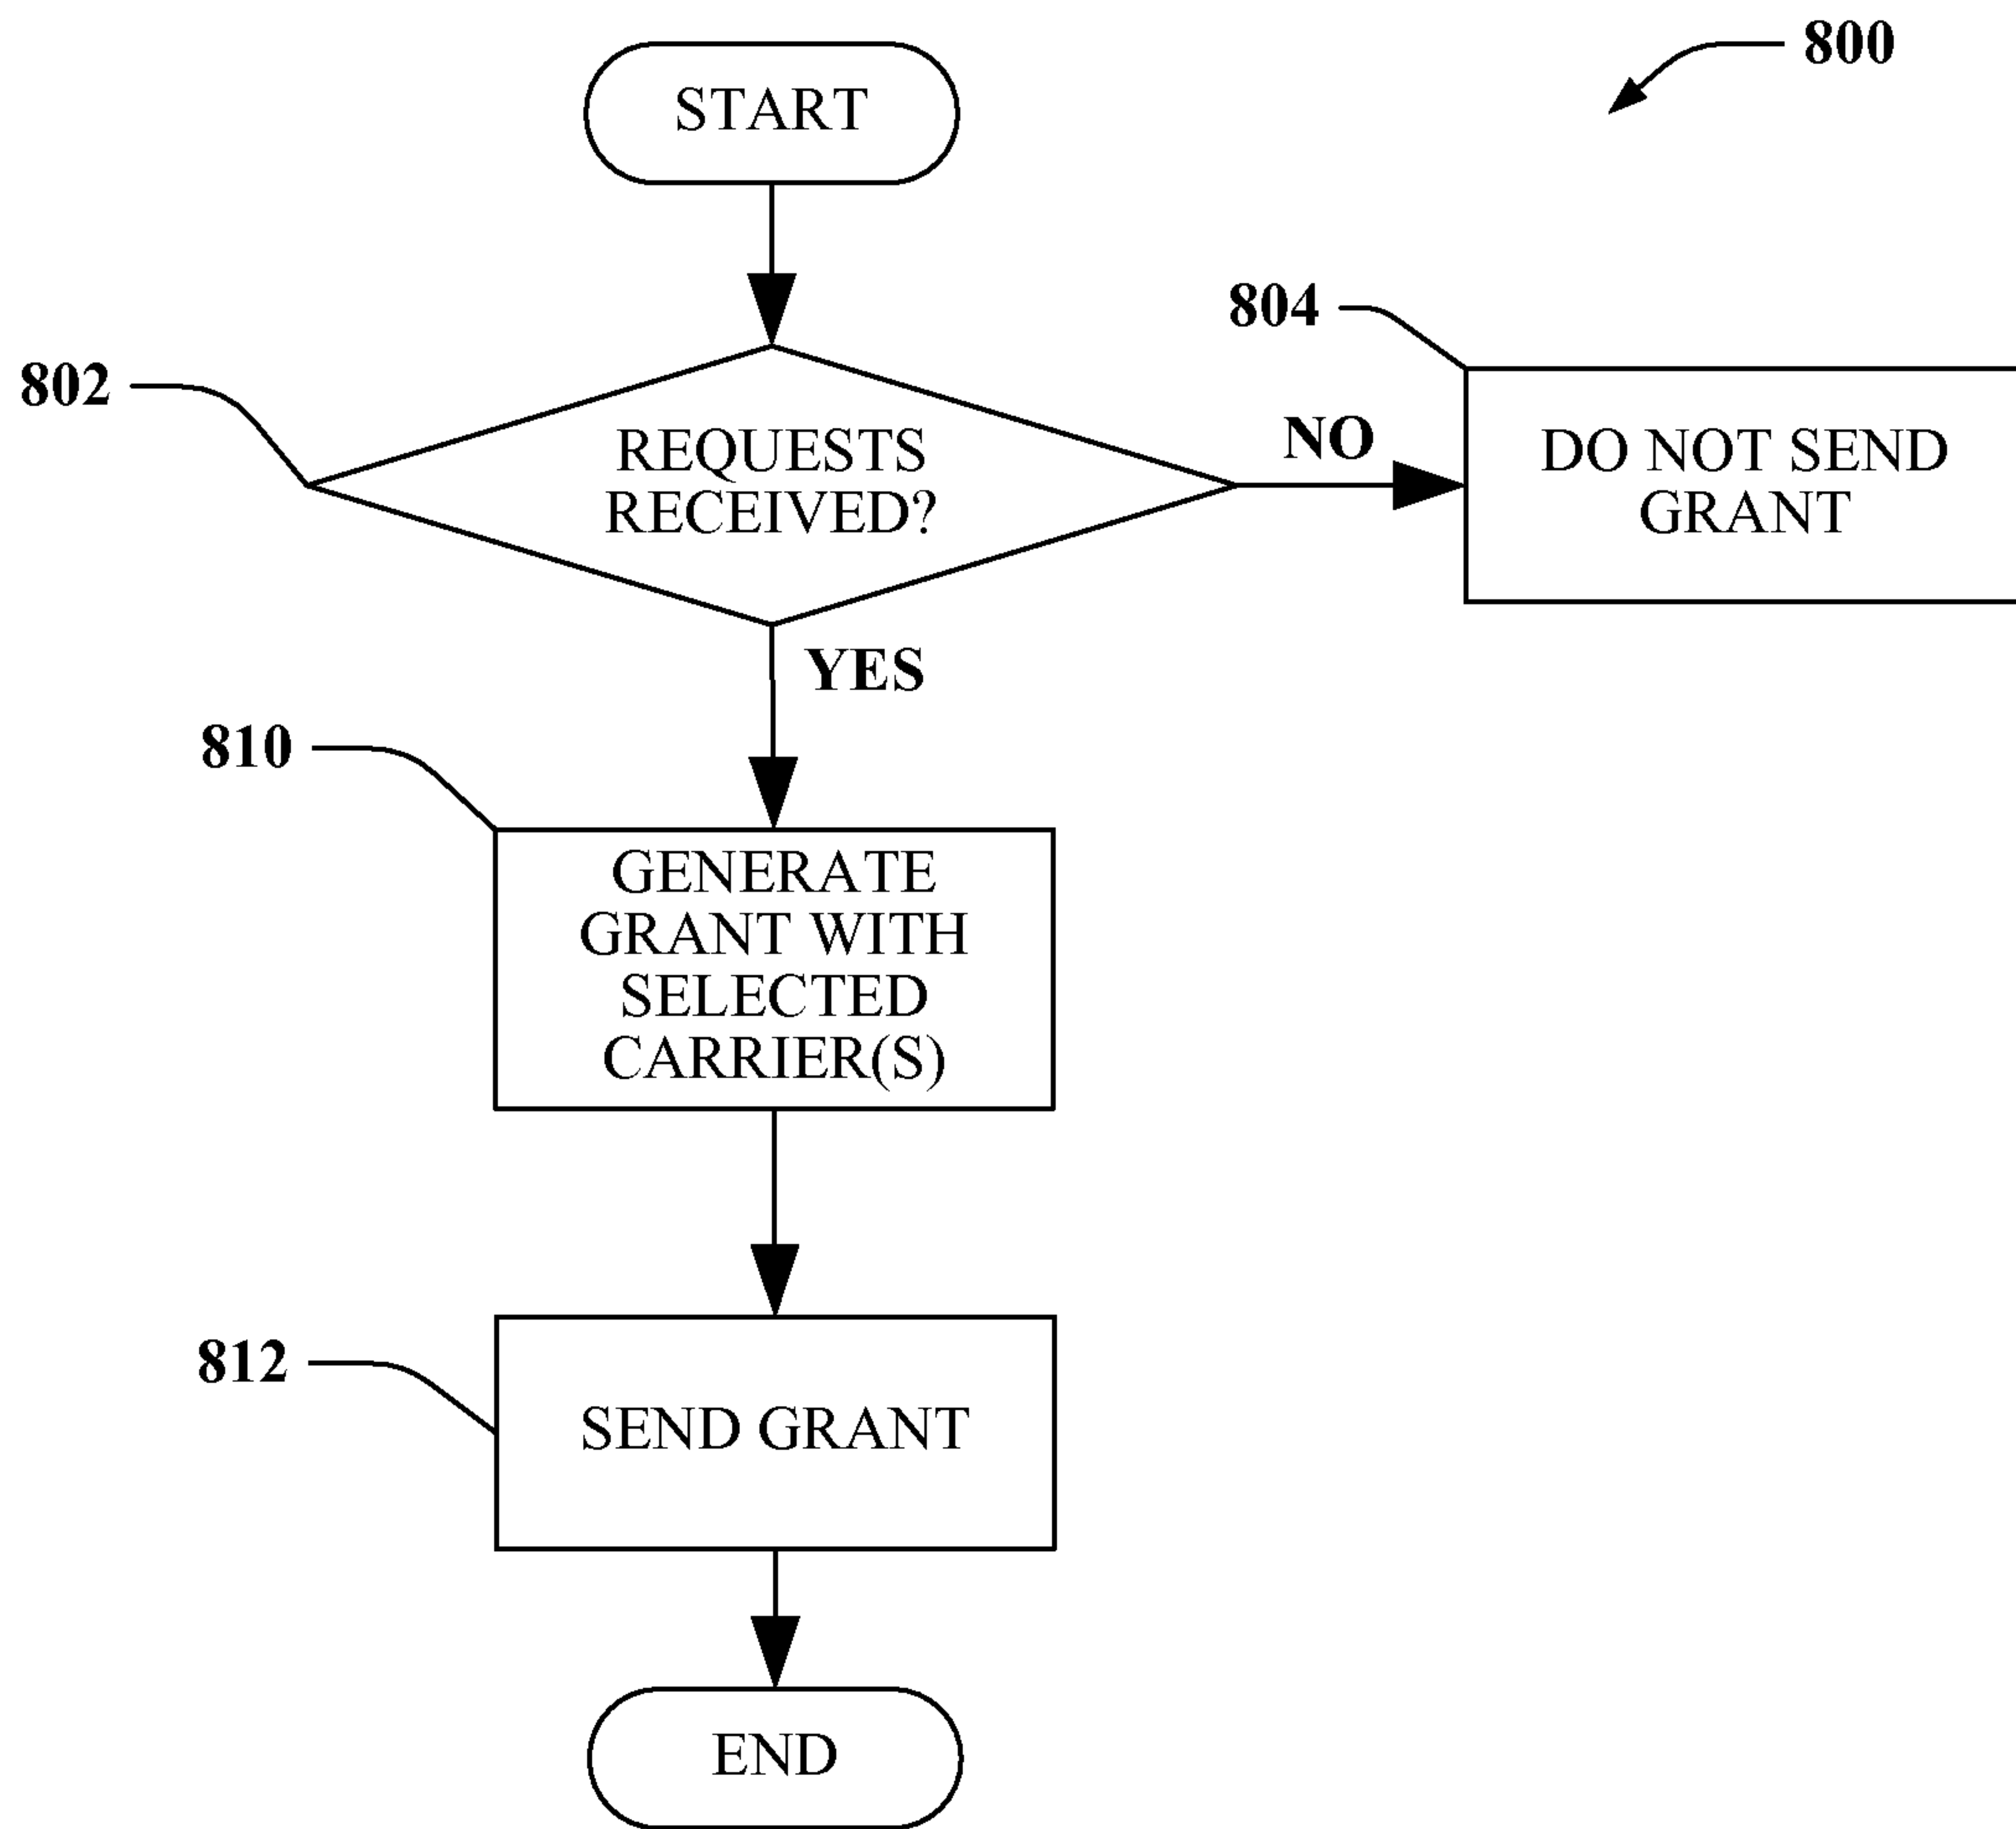 800
START
804
802
REQUESTS
RECEIVED?
NO
DO NOT SEND
GRANT
YES
810
GENERATE
GRANT WITH
SELECTED
CARRIER(S)
812
SEND GRANT
END